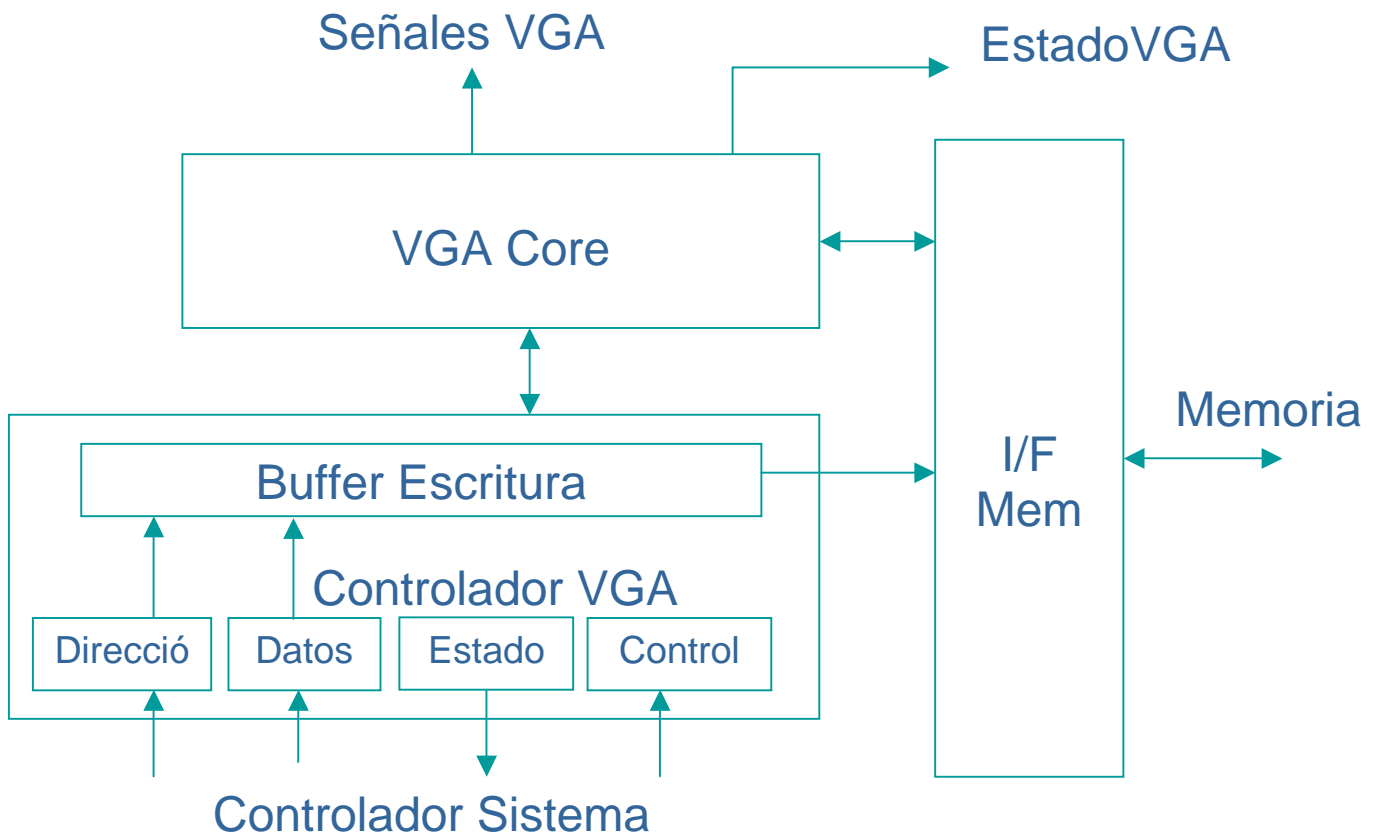 Señales VGA
EstadoVGA
VGA Core
Memoria
I/F
Mem
Buffer Escritura
Controlador VGA
Direcció
Datos
Estado
Control
Controlador Sistema